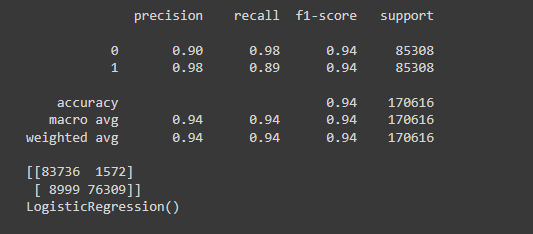 precision recall f1-score support
0 0.90 0.98 0.94 85308
1 0.98 0.89 0.94 85308
accuracy 0.94 170616
macro avg 0.94 0.94 0.94 170616
weighted avg 0.94 0.94 0.94 170616
[[83736 1572]
[ 8999 76309]]
LogisticRegression()